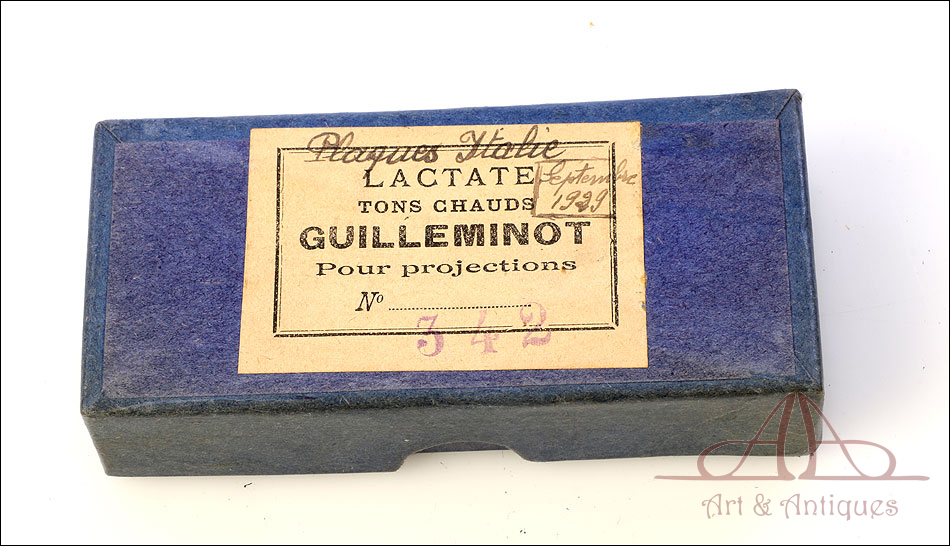 Plaques Italie
LACTATE
Septembre
1929
TONS CHAUDS
GUILLEMINOT
Pour projections
Nº
342
Art & Antiques